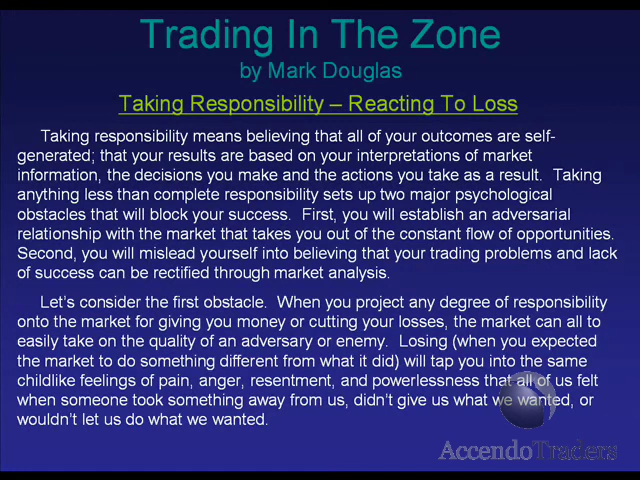 Trading In The Zone
by Mark Douglas
Taking Responsibility – Reacting To Loss
Taking responsibility means believing that all of your outcomes are self-
generated; that your results are based on your interpretations of market
information, the decisions you make and the actions you take as a result.  Taking
anything less than complete responsibility sets up two major psychological
obstacles that will block your success.  First, you will establish an adversarial
relationship with the market that takes you out of the constant flow of opportunities.
Second, you will mislead yourself into believing that your trading problems and lack
of success can be rectified through market analysis.
Let's consider the first obstacle.  When you project any degree of responsibility
onto the market for giving you money or cutting your losses, the market can all to
easily take on the quality of an adversary or enemy.  Losing (when you expected
the market to do something different from what it did) will tap you into the same
childlike feelings of pain, anger, resentment, and powerlessness that all of us felt
when someone took something away from us, didn't give us what we wanted, or
wouldn't let us do what we wanted.
AccendoTraders